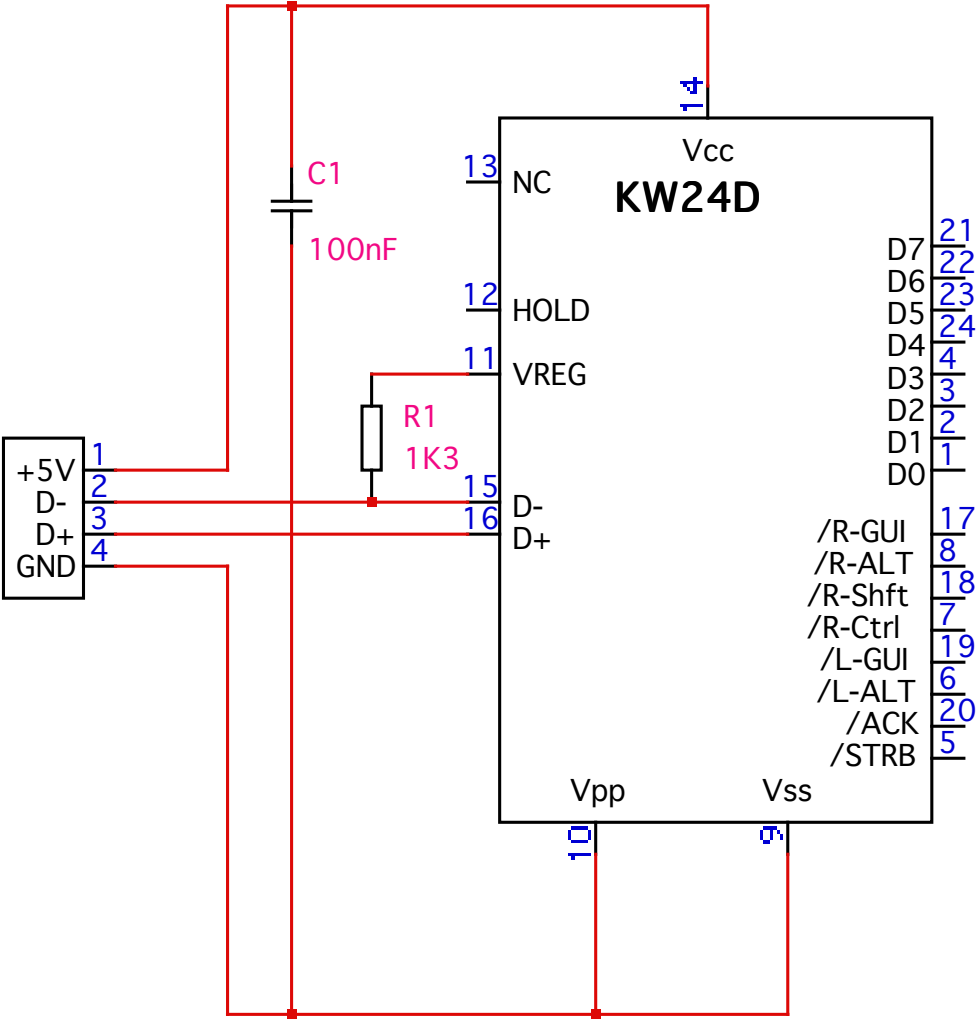 14
Vcc
KW24D
C1
100nF
13
NC
12
HOLD
11
VREG
R1
1K3
15
D-
16
D+
+5V 1
D- 2
D+ 3
GND 4
D7 21
D6 22
D5 23
D4 24
D3 4
D2 3
D1 2
D0 1
/R-GUI 17
/R-ALT 8
/R-Shft 18
/R-Ctrl 7
/L-GUI 19
/L-ALT 6
/ACK 20
/STRB 5
Vpp
Vss
10
9